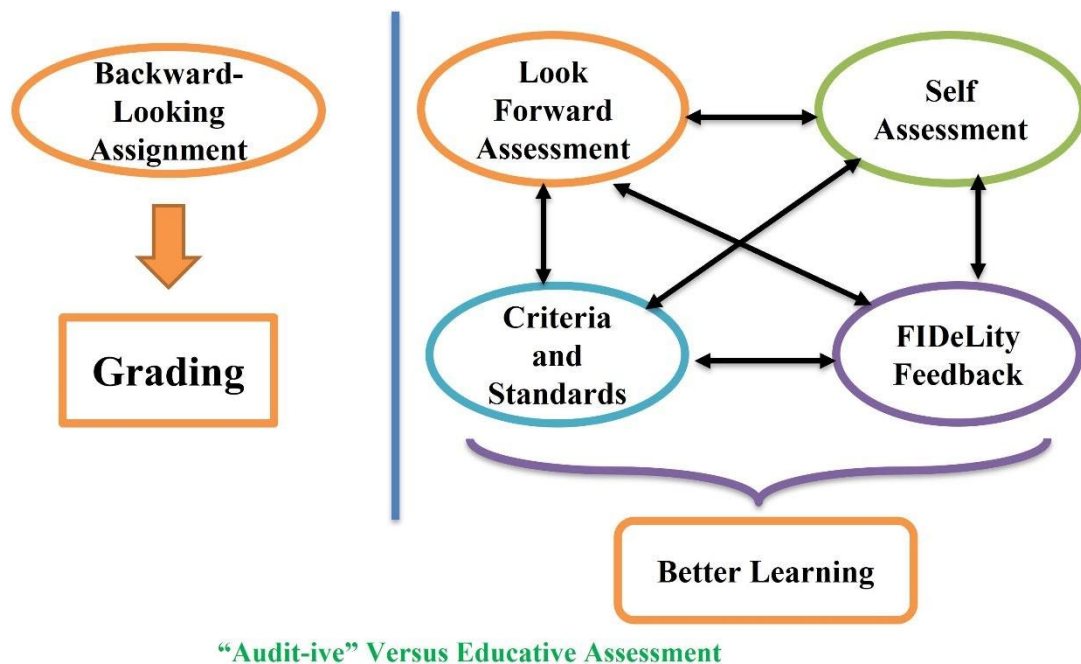 Backward-
Looking
Assignment
Grading
Look
Forward
Assessment
Self
Assessment
Criteria
and
Standards
FIDeLity
Feedback
Better Learning
“Audit-ive” Versus Educative Assessment